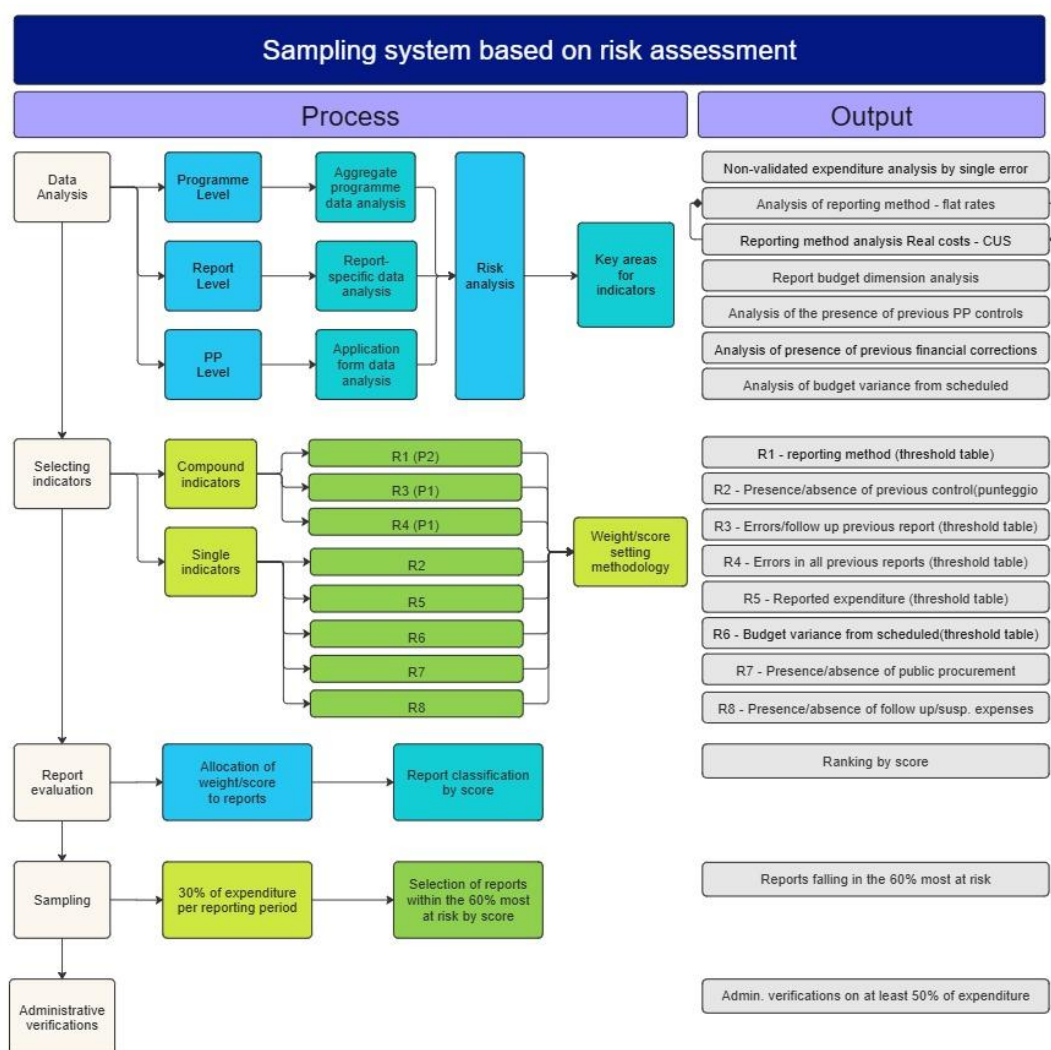 Sampling system based on risk assessment
Process
Output
Data
Analysis
Programme
Level
Aggregate
programme
data analysis
Report
Level
Report-
specific data
analysis
PP
Level
Application
form data
analysis
Risk
analysis
Key areas
for
indicators
Non-validated expenditure analysis by single error
Analysis of reporting method - flat rates
Reporting method analysis Real costs - CUS
Report budget dimension analysis
Analysis of the presence of previous PP controls
Analysis of presence of previous financial corrections
Analysis of budget variance from scheduled
Selecting
indicators
Compound
indicators
Single
indicators
R1 (P2)
R3 (P1)
R4 (P1)
R2
R5
R6
R7
R8
Weight/score
setting
methodology
R1 - reporting method (threshold table)
R2 - Presence/absence of previous control(punteggio
R3 - Errors/follow up previous report (threshold table)
R4 - Errors in all previous reports (threshold table)
R5 - Reported expenditure (threshold table)
R6 - Budget variance from scheduled(threshold table)
R7 - Presence/absence of public procurement
R8 - Presence/absence of follow up/susp. expenses
Report
evaluation
Allocation of
weight/score
to reports
Report classification
by score
Ranking by score
Sampling
30% of expenditure
per reporting period
Selection of reports
within the 60% most
at risk by score
Reports falling in the 60% most at risk
Administrative
verifications
Admin. verifications on at least 50% of expenditure